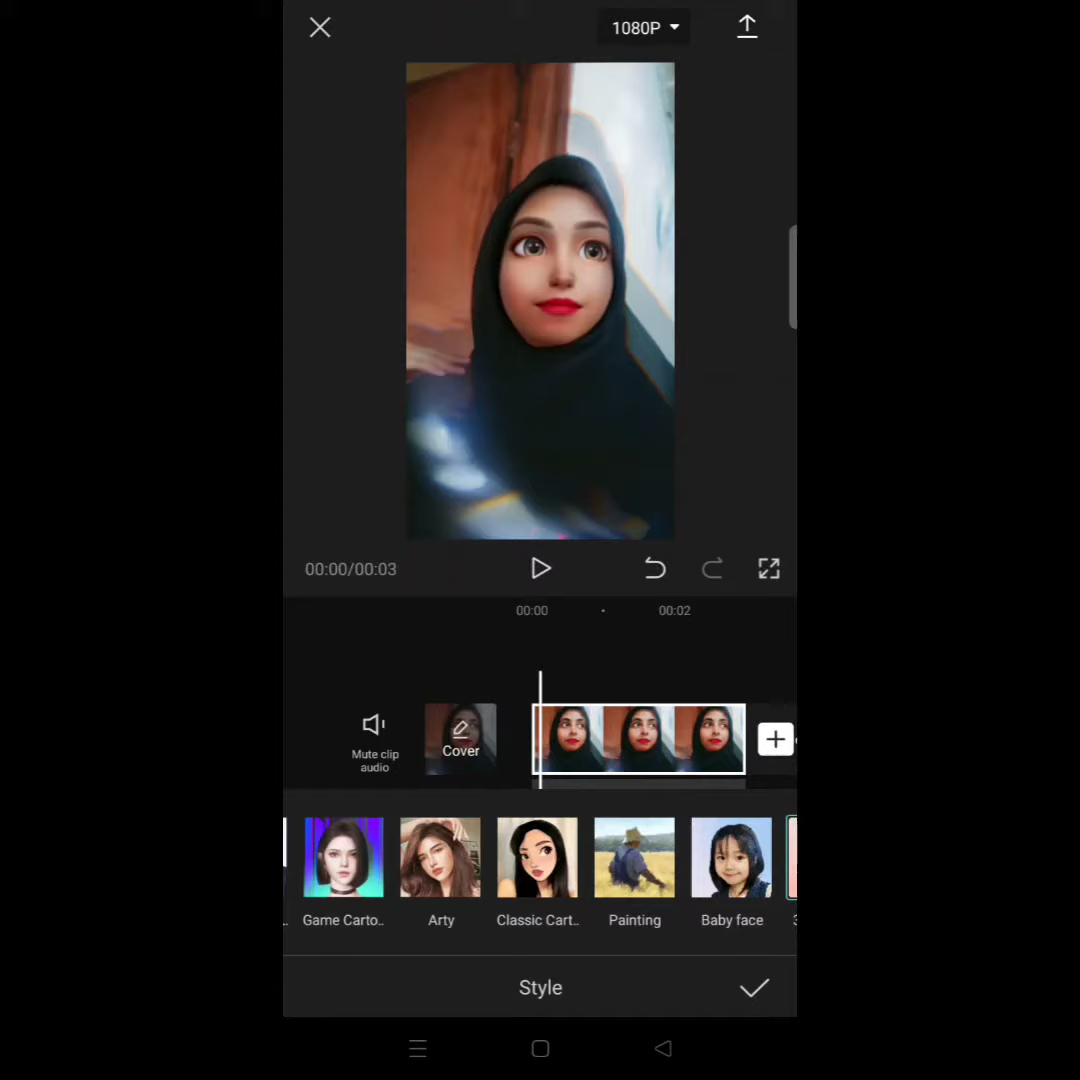 1080P
00:00/00:03
00:00
00:02
Mute clip
audio
Cover
Game Carto..
Arty
Classic Cart..
Painting
Baby face
Style